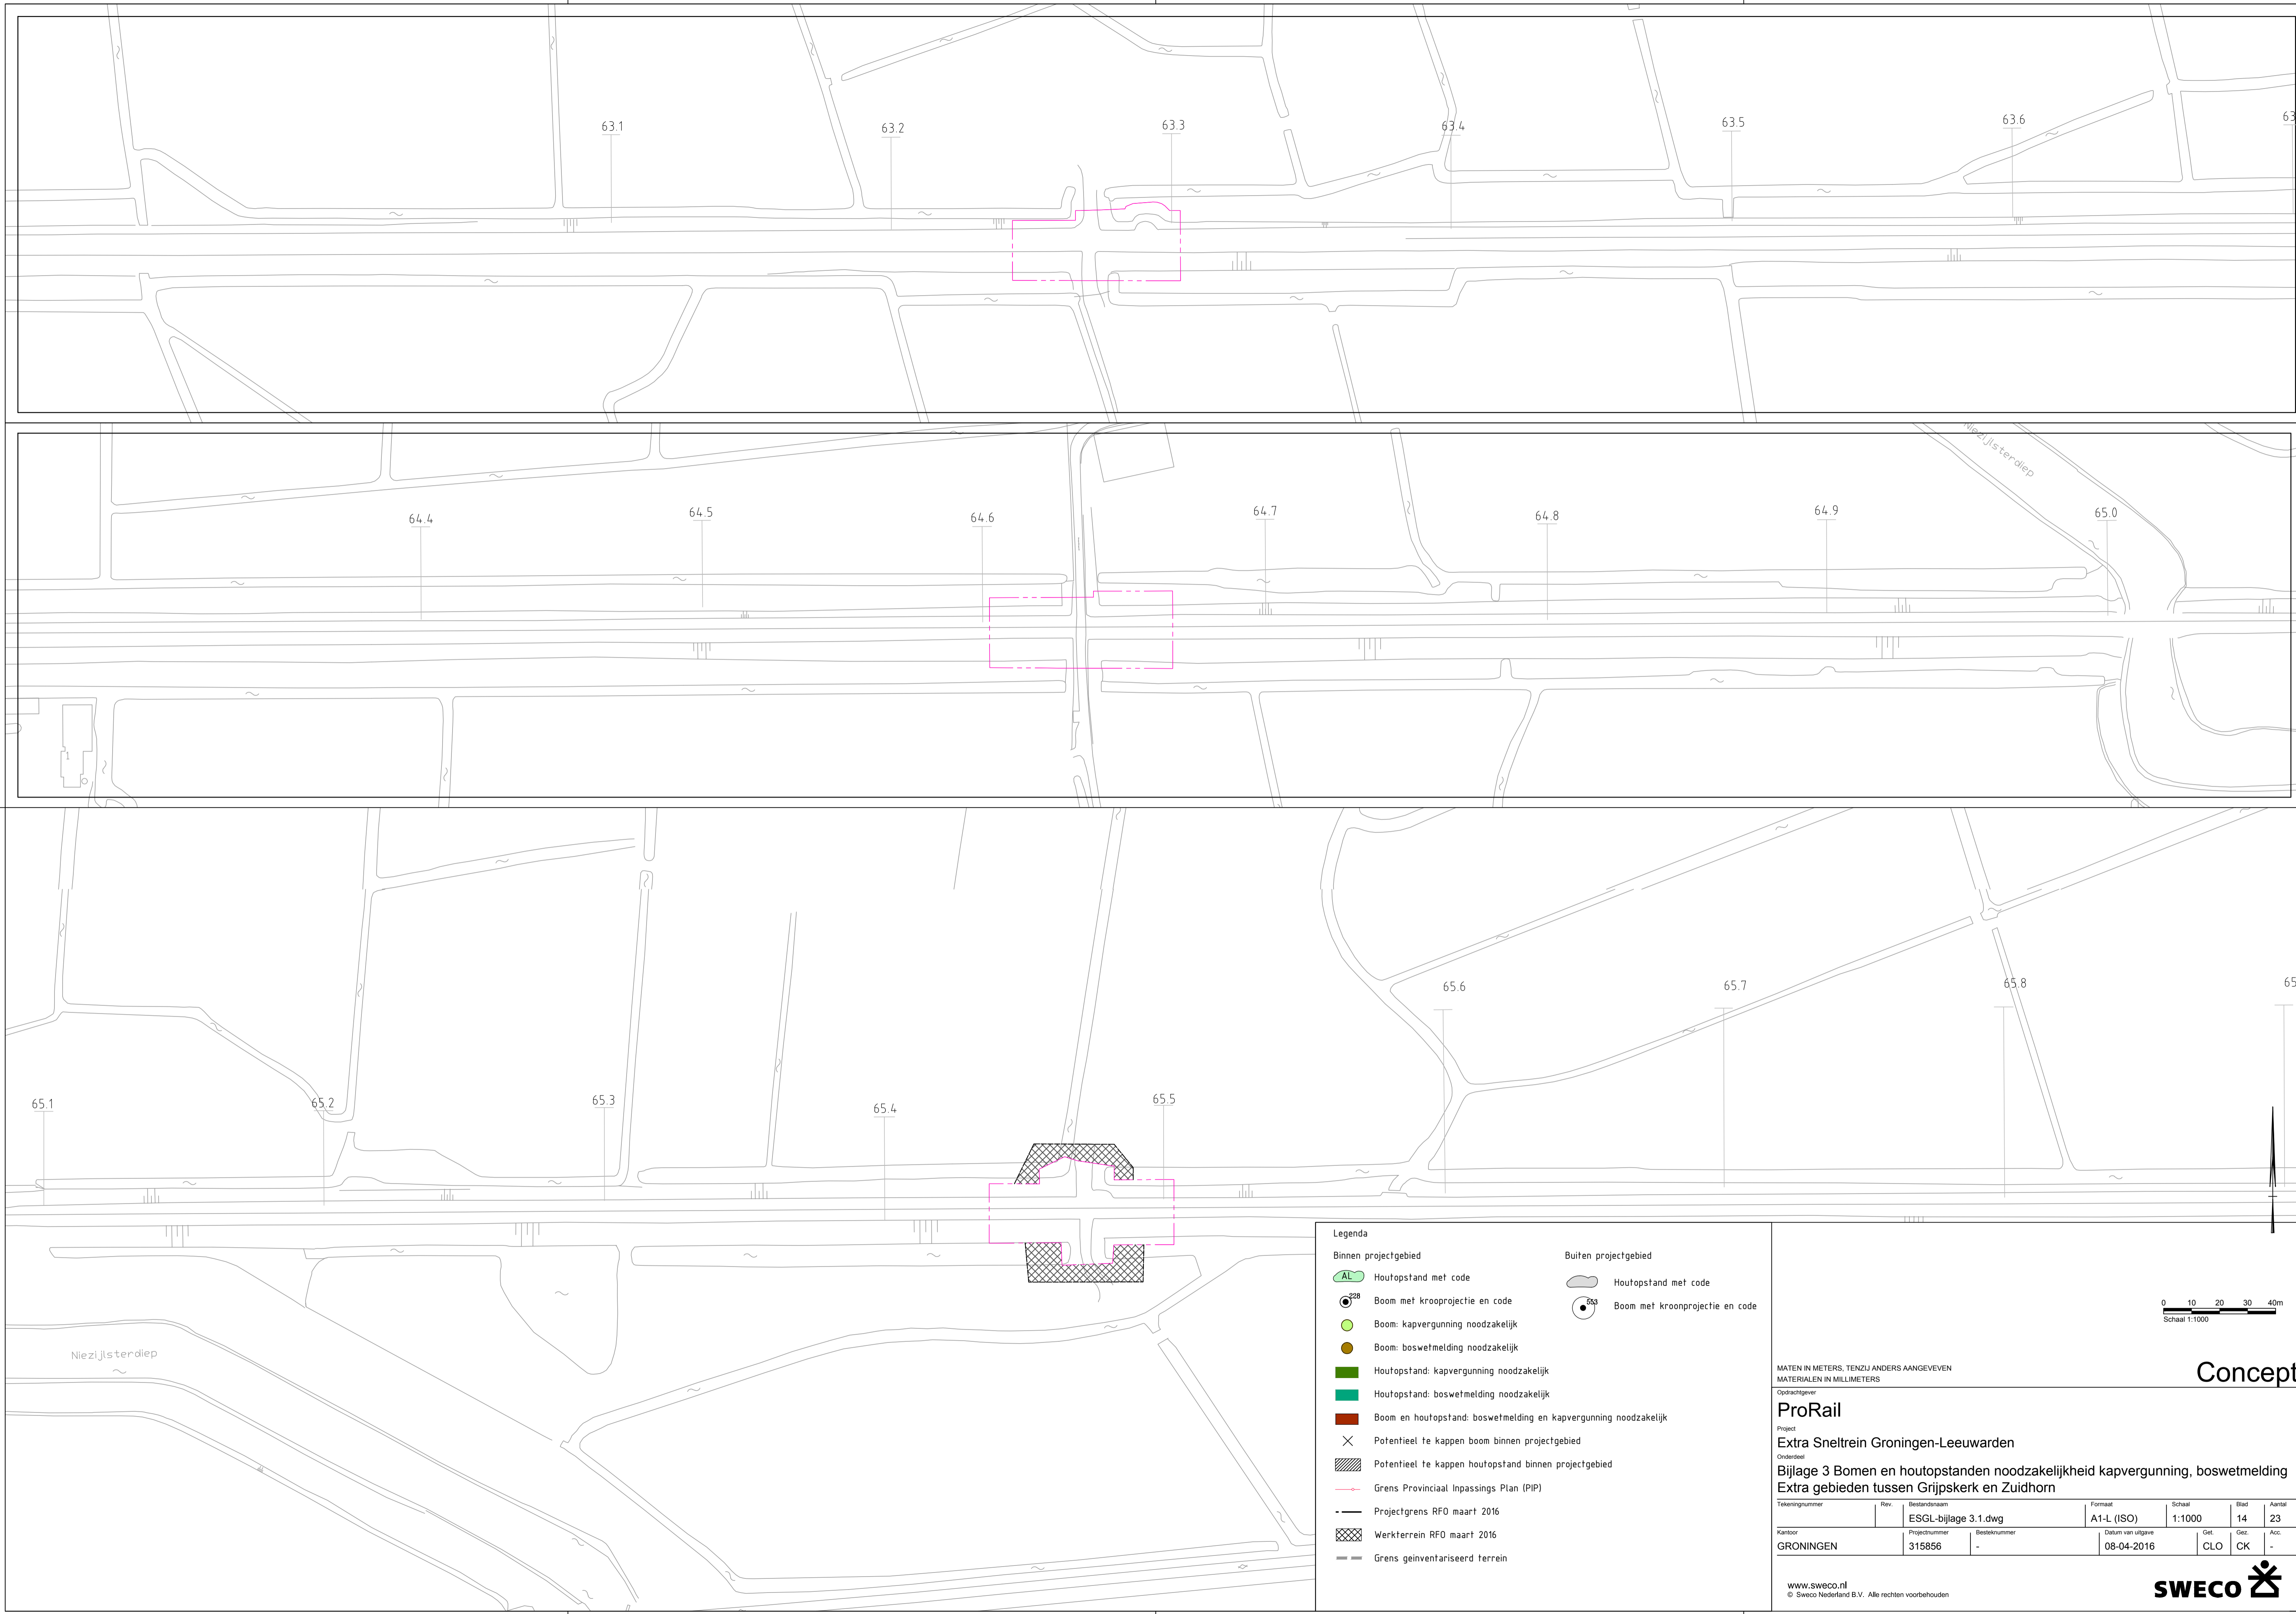 63.1
63.2
63.3
63.4
63.5
63.6
63
Niezijlsterdiep
64.4
64.5
64.6
64.7
64.8
64.9
65.0
1
65.6
65.7
65.8
65
65.1
65.2
65.3
65.4
65.5
Niezijlsterdiep
Legenda
Binnen projectgebied
AL Houtopstand met code
228 Boom met krooprojectie en code
Boom: kapvergunning noodzakelijk
Boom: boswetmelding noodzakelijk
Houtopstand: kapvergunning noodzakelijk
Houtopstand: boswetmelding noodzakelijk
Boom en houtopstand: boswetmelding en kapvergunning noodzakelijk
Potentieel te kappen boom binnen projectgebied
Potentieel te kappen houtopstand binnen projectgebied
Grens Provinciaal Inpassings Plan (PIP)
Projectgrens RFO maart 2016
Werkterrein RFO maart 2016
Grens geinventariseerd terrein
Buiten projectgebied
Houtopstand met code
553 Boom met kroonprojectie en code
0 10 20 30 40m
Schaal 1:1000
MATEN IN METERS, TENZIJ ANDERS AANGEVEVEN
MATERIALEN IN MILLIMETERS
Concept
Opdrachtgever
ProRail
Project
Extra Sneltrein Groningen-Leeuwarden
Onderdeel
Bijlage 3 Bomen en houtopstanden noodzakelijkheid kapvergunning, boswetmelding
Extra gebieden tussen Grijpskerk en Zuidhorn
Tekeningnummer Rev. Bestandsnaam Formaat Schaal Blad Aantal
ESGL-bijlage 3.1.dwg A1-L (ISO) 1:1000 14 23
Kantoor Projectnummer Besteknummer Datum van uitgave Get. Gez. Acc.
GRONINGEN 315856 - 08-04-2016 CLO CK -
www.sweco.nl
© Sweco Nederland B.V. Alle rechten voorbehouden
SWECO